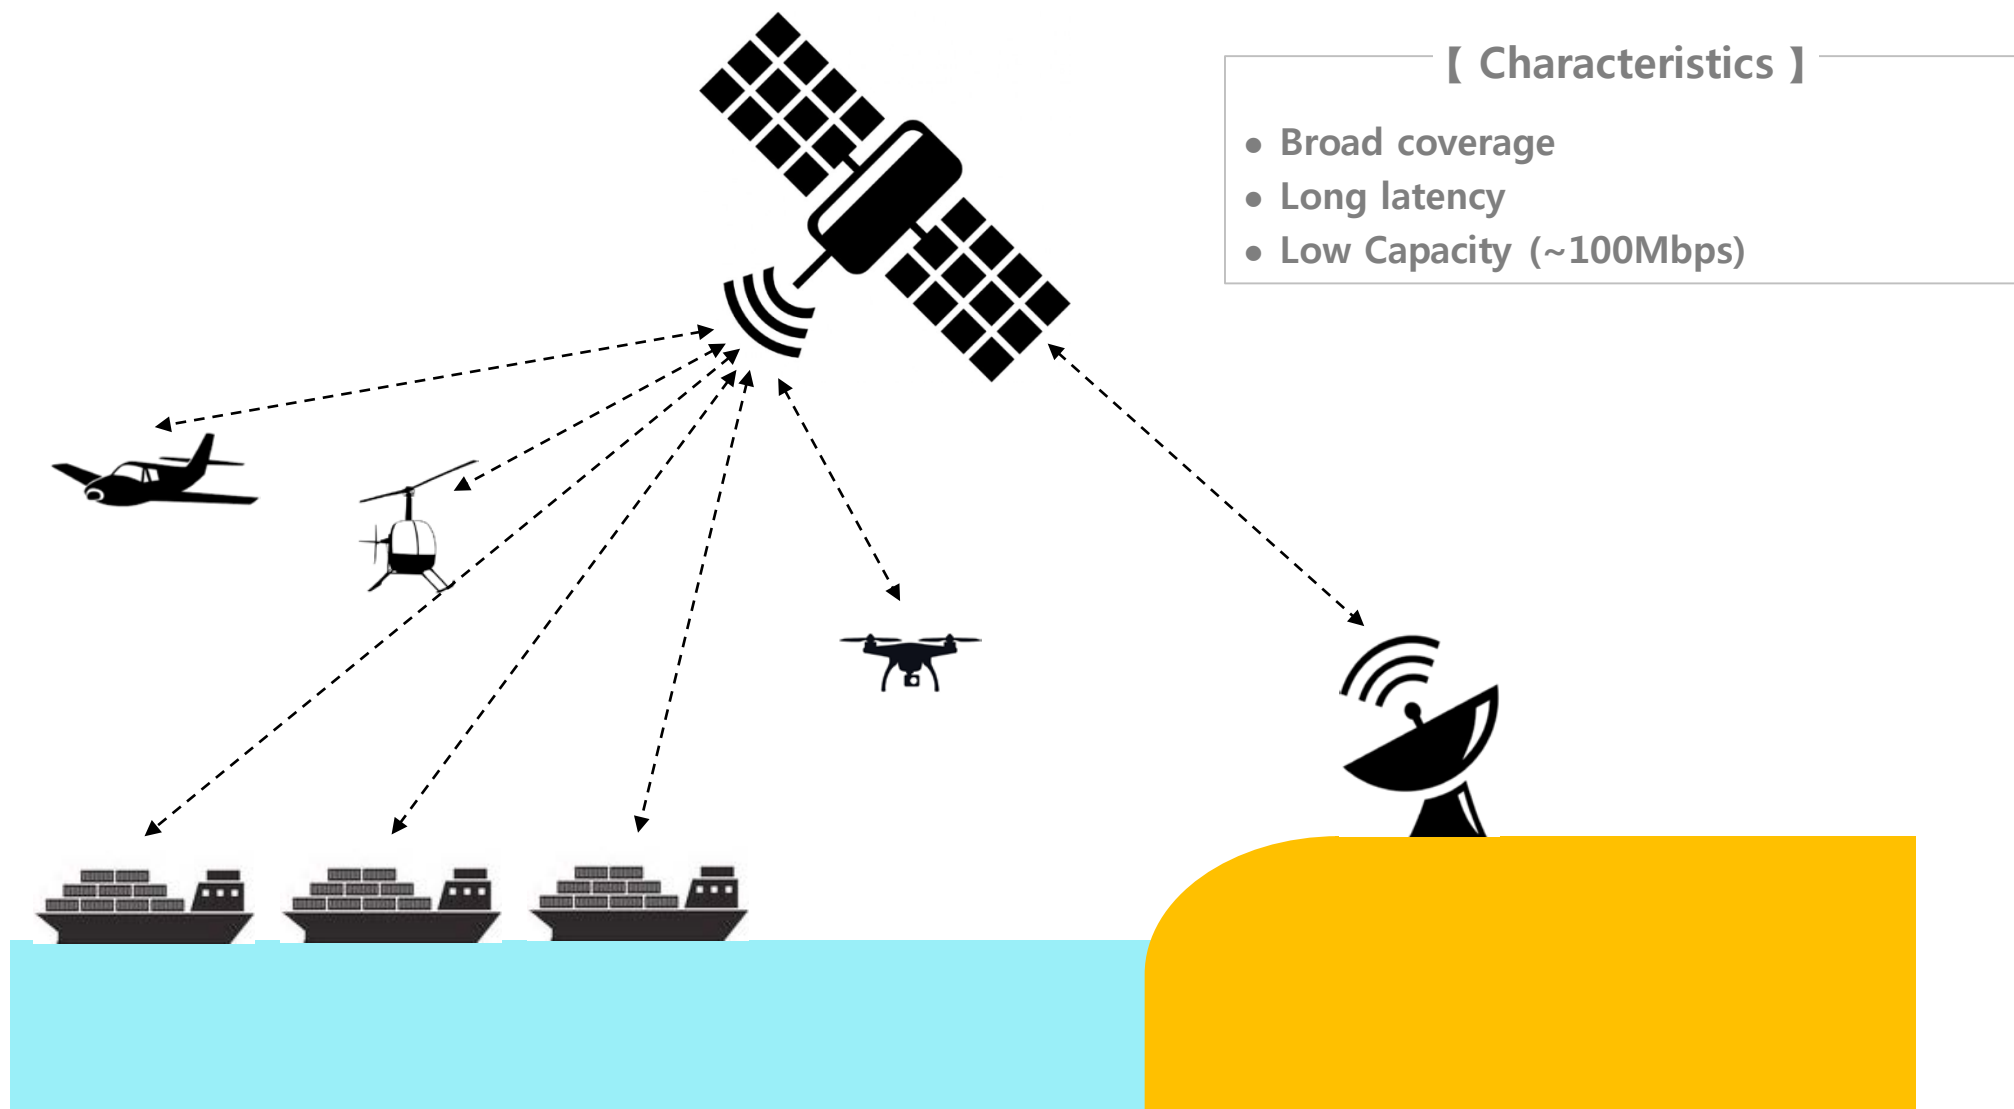 【 Characteristics 】
● Broad coverage
● Long latency
● Low Capacity (~100Mbps)